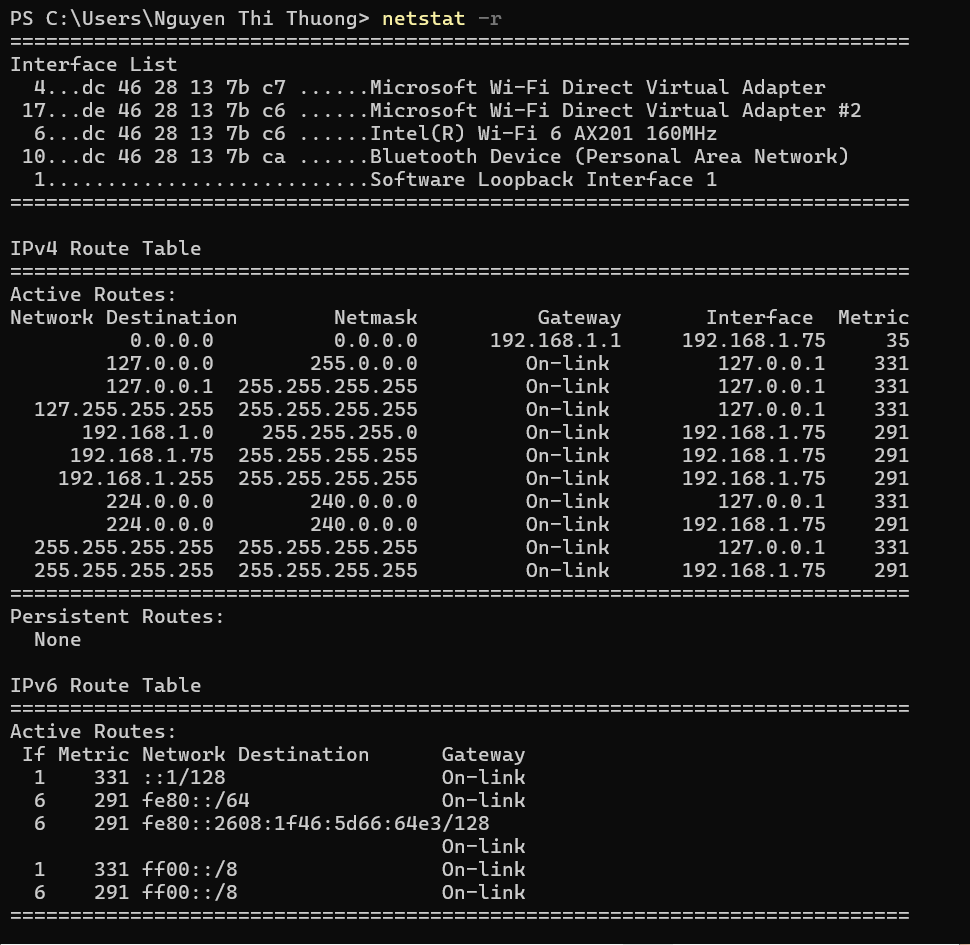 PS C:\Users\Nguyen Thi Thuong> netstat -r
===========================================================================
Interface List
  4...dc 46 28 13 7b c7 ......Microsoft Wi-Fi Direct Virtual Adapter
 17...de 46 28 13 7b c6 ......Microsoft Wi-Fi Direct Virtual Adapter #2
  6...dc 46 28 13 7b c6 ......Intel(R) Wi-Fi 6 AX201 160MHz
 10...dc 46 28 13 7b ca ......Bluetooth Device (Personal Area Network)
  1...........................Software Loopback Interface 1
===========================================================================

IPv4 Route Table
===========================================================================
Active Routes:
Network Destination        Netmask          Gateway       Interface  Metric
            0.0.0.0          0.0.0.0      192.168.1.1     192.168.1.75     35
        127.0.0.0        255.0.0.0         On-link         127.0.0.1    331
        127.0.0.1  255.255.255.255         On-link         127.0.0.1    331
  127.255.255.255  255.255.255.255         On-link         127.0.0.1    331
      192.168.1.0    255.255.255.0         On-link      192.168.1.75    291
     192.168.1.75  255.255.255.255         On-link      192.168.1.75    291
    192.168.1.255  255.255.255.255         On-link      192.168.1.75    291
        224.0.0.0        240.0.0.0         On-link         127.0.0.1    331
        224.0.0.0        240.0.0.0         On-link      192.168.1.75    291
  255.255.255.255  255.255.255.255         On-link         127.0.0.1    331
  255.255.255.255  255.255.255.255         On-link      192.168.1.75    291
===========================================================================
Persistent Routes:
  None

IPv6 Route Table
===========================================================================
Active Routes:
 If Metric Network Destination      Gateway
  1    331 ::1/128                  On-link
  6    291 fe80::/64                On-link
  6    291 fe80::2608:1f46:5d66:64e3/128
                                    On-link
  1    331 ff00::/8                 On-link
  6    291 ff00::/8                 On-link
===========================================================================